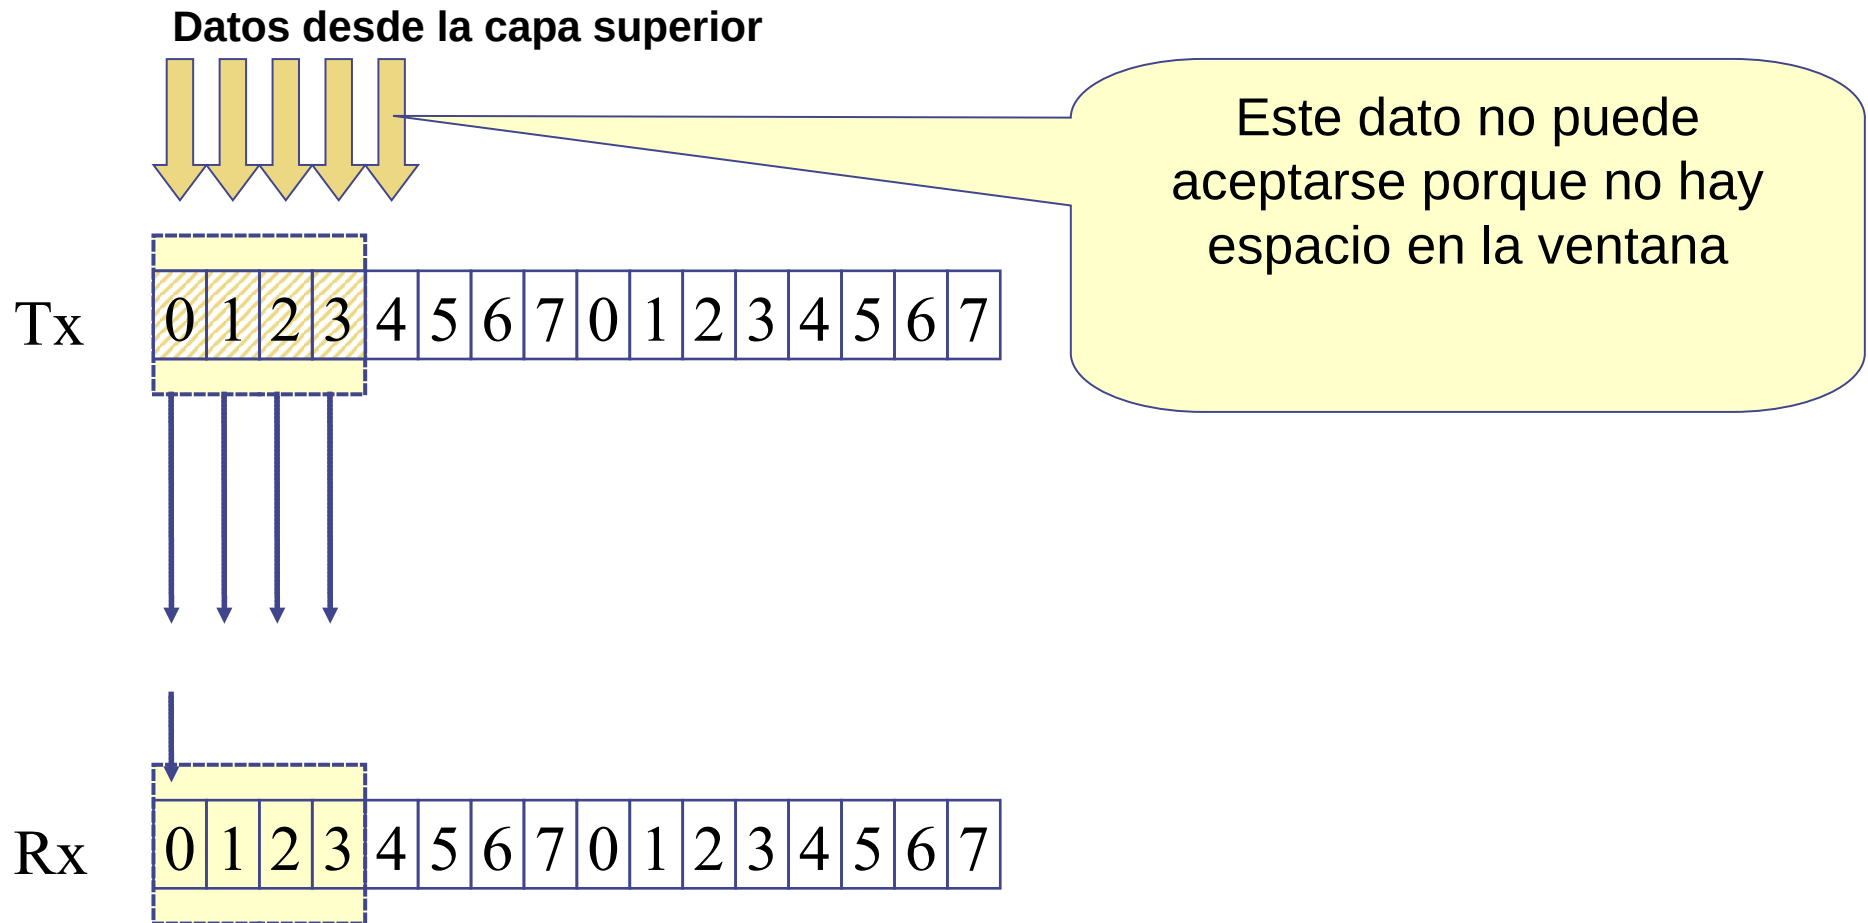 Datos desde la capa superior
Este dato no puede
aceptarse porque no hay
espacio en la ventana
Tx 0 1 2 3 4 5 6 7 0 1 2 3 4 5 6 7
Rx 0 1 2 3 4 5 6 7 0 1 2 3 4 5 6 7